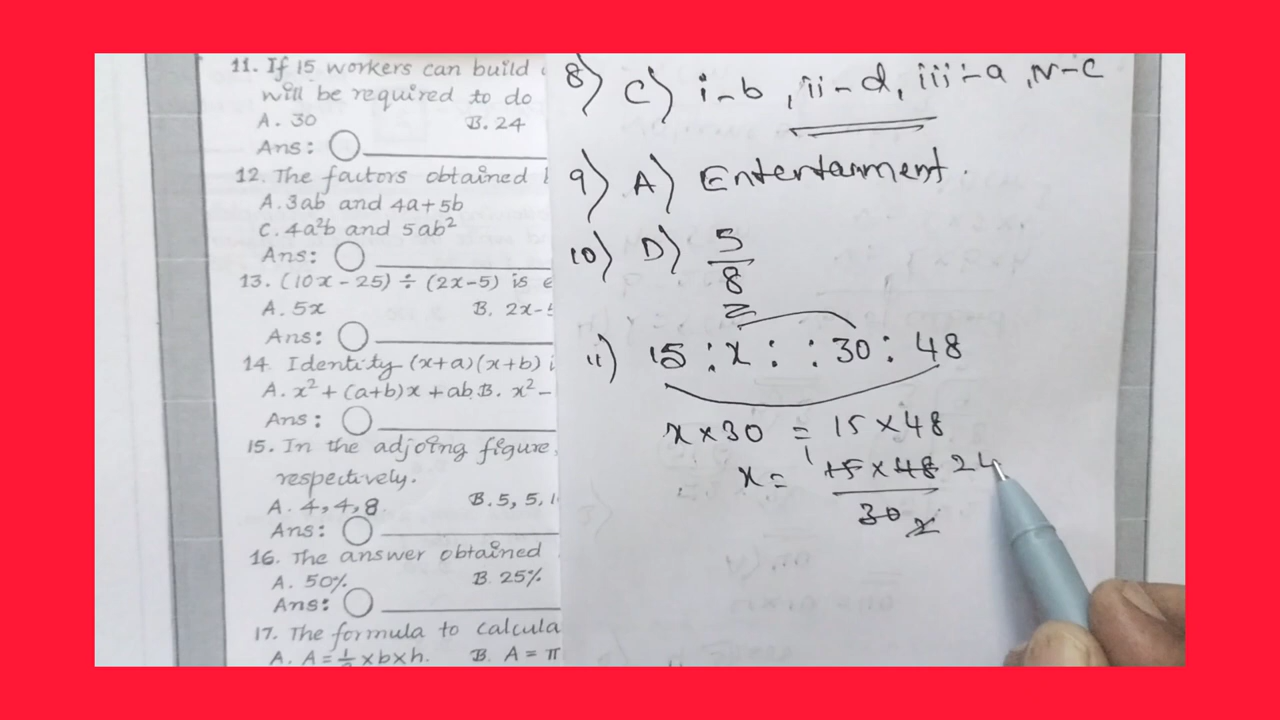 11. If 15 workers can build
will be required to do
A. 30 B. 24
Ans:
12. The factors obtained
A. 3ab and 4a+5b
C. 4a²b and 5ab²
Ans:
13. (10x-25) ÷ (2x-5) is e
A. 5x B. 2x-5
Ans:
14. Identity (x+a)(x+b) i
A. x² + (a+b)x + ab B. x² -
Ans:
15. In the adjoing figure,
respectively.
A. 4, 4, 8 B. 5, 5, 1
Ans:
16. The answer obtained
A. 50% B. 25%
Ans:
17. The formula to calcula
A. A = ½ × b × h. B. A = π
8) C) i-b, ii-d, iii-a, iv-c
9) A) Entertainment.
10) D) 5/8
11) 15 : x : : 30 : 48
x × 30 = 15 × 48
x = 1 15 × 48 24
30 2